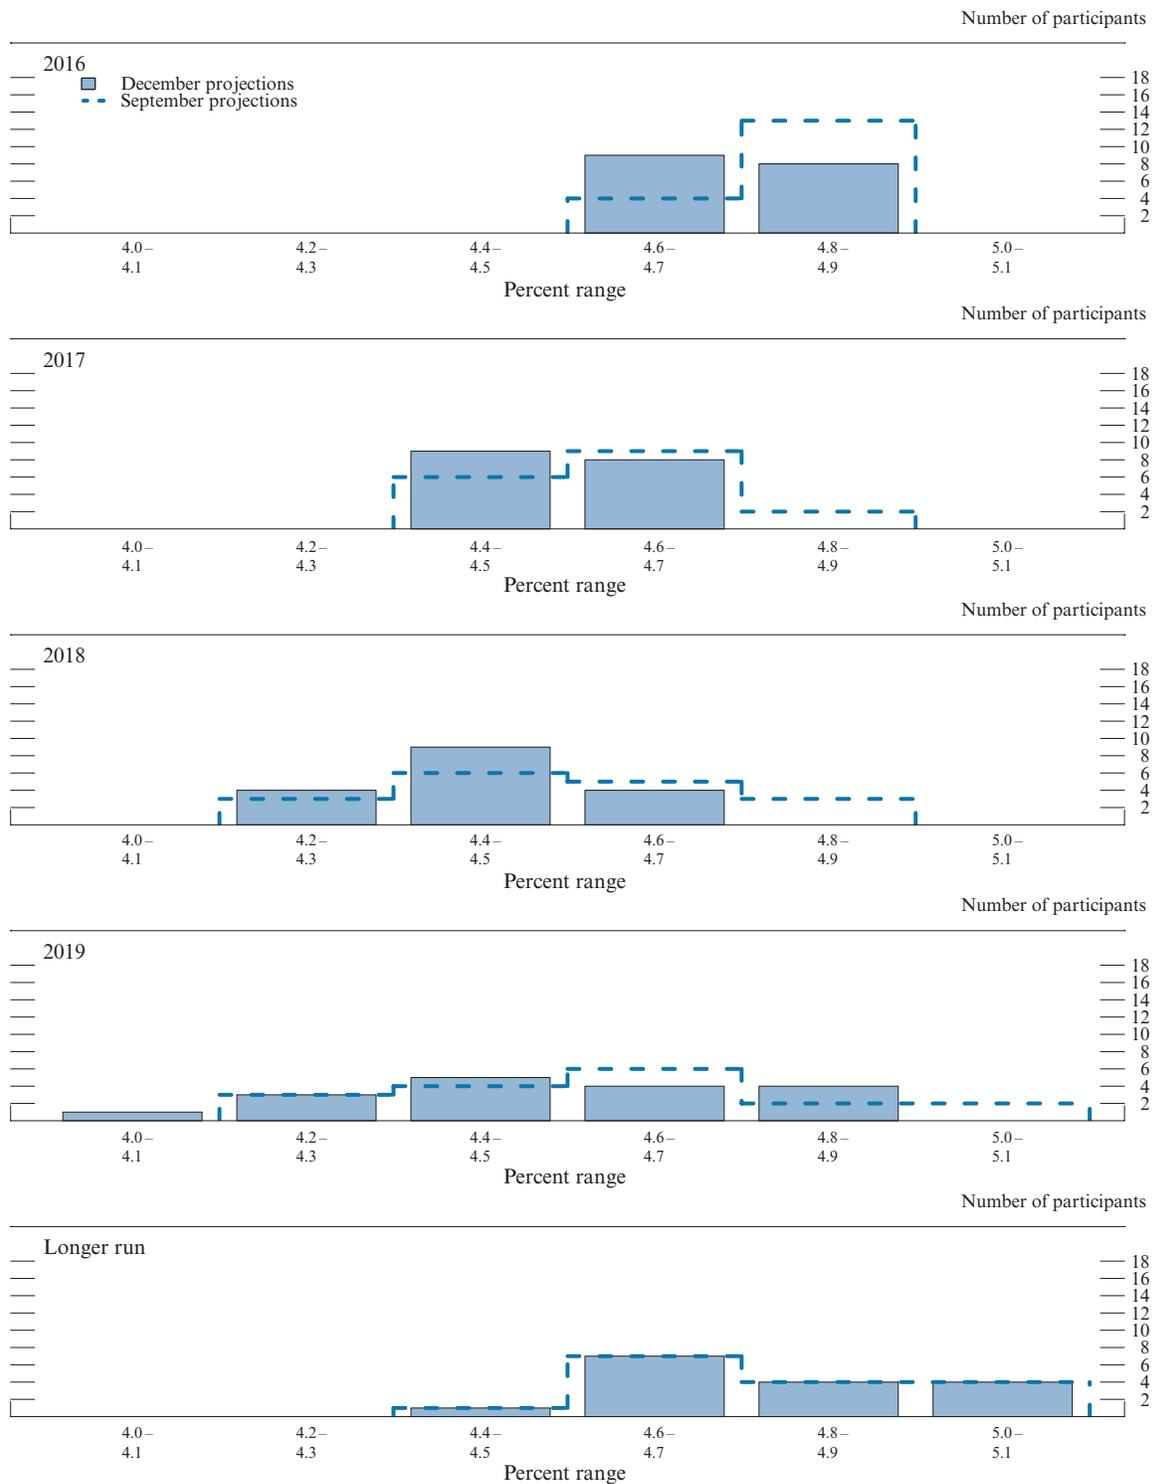 Number of participants
2016
December projections
September projections
18
16
14
12
10
8
6
4
2
4.0 – 4.2 – 4.4 – 4.6 – 4.8 – 5.0 –
4.1 4.3 4.5 4.7 4.9 5.1
Percent range
Number of participants
2017
18
16
14
12
10
8
6
4
2
4.0 – 4.2 – 4.4 – 4.6 – 4.8 – 5.0 –
4.1 4.3 4.5 4.7 4.9 5.1
Percent range
Number of participants
2018
18
16
14
12
10
8
6
4
2
4.0 – 4.2 – 4.4 – 4.6 – 4.8 – 5.0 –
4.1 4.3 4.5 4.7 4.9 5.1
Percent range
Number of participants
2019
18
16
14
12
10
8
6
4
2
4.0 – 4.2 – 4.4 – 4.6 – 4.8 – 5.0 –
4.1 4.3 4.5 4.7 4.9 5.1
Percent range
Number of participants
Longer run
18
16
14
12
10
8
6
4
2
4.0 – 4.2 – 4.4 – 4.6 – 4.8 – 5.0 –
4.1 4.3 4.5 4.7 4.9 5.1
Percent range